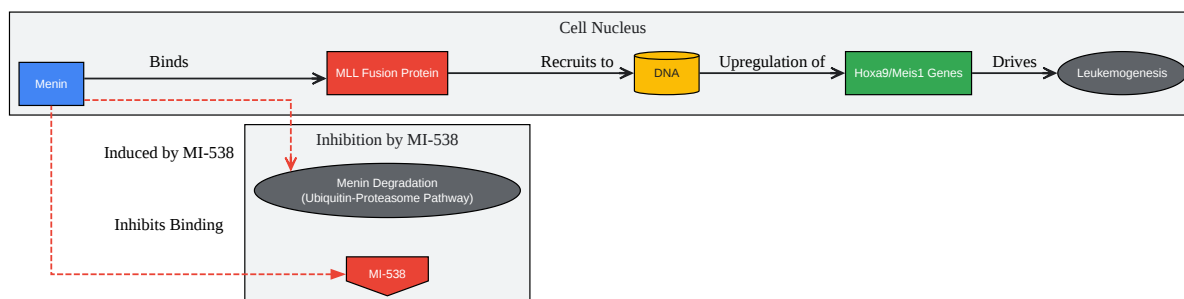 Cell Nucleus
Binds
Recruits to
Upregulation of
Drives
Menin
MLL Fusion Protein
DNA
Hoxa9/Meis1 Genes
Leukemogenesis
Inhibition by MI-538
Induced by MI-538
Menin Degradation
(Ubiquitin-Proteasome Pathway)
Inhibits Binding
MI-538